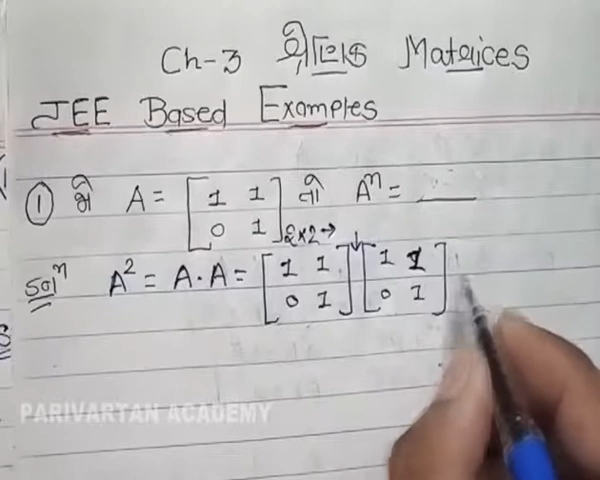 Ch-3 શ્રેણિક Matrices
JEE Based Examples
① જો A = [1 1 0 1]2×2→ તો Aⁿ = ____
Solⁿ A² = A·A = [1 1 0 1] [1 1 0 1]
PARIVARTAN ACADEMY